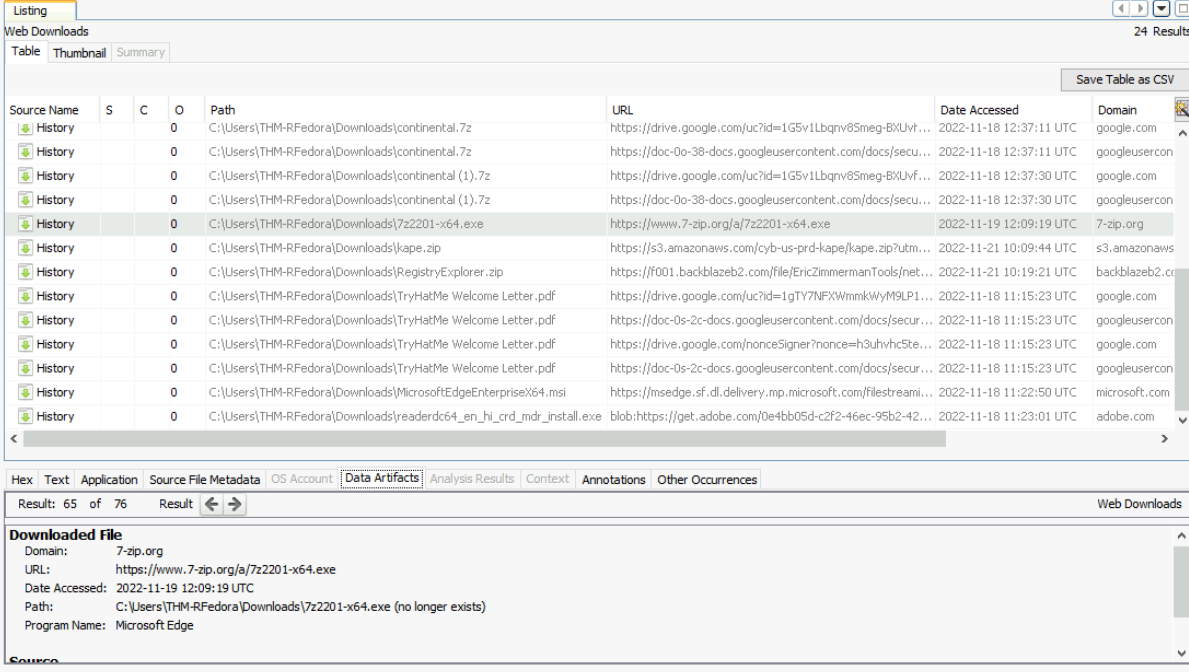 Listing
Web Downloads 24 Results
Table Thumbnail Summary
Save Table as CSV
Source Name S C O Path URL Date Accessed Domain
History 0 C:\Users\THM-RFedora\Downloads\continental.7z https://drive.google.com/uc?id=1G5v1Lbqnv8Smeg-BXUvf... 2022-11-18 12:37:11 UTC google.com
History 0 C:\Users\THM-RFedora\Downloads\continental.7z https://doc-0o-38-docs.googleusercontent.com/docs/secu... 2022-11-18 12:37:11 UTC googleusercon
History 0 C:\Users\THM-RFedora\Downloads\continental (1).7z https://drive.google.com/uc?id=1G5v1Lbqnv8Smeg-BXUvf... 2022-11-18 12:37:30 UTC google.com
History 0 C:\Users\THM-RFedora\Downloads\continental (1).7z https://doc-0o-38-docs.googleusercontent.com/docs/secu... 2022-11-18 12:37:30 UTC googleusercon
History 0 C:\Users\THM-RFedora\Downloads\7z2201-x64.exe https://www.7-zip.org/a/7z2201-x64.exe 2022-11-19 12:09:19 UTC 7-zip.org
History 0 C:\Users\THM-RFedora\Downloads\kape.zip https://s3.amazonaws.com/cyb-us-prd-kape/kape.zip?utm... 2022-11-21 10:09:44 UTC s3.amazonaws
History 0 C:\Users\THM-RFedora\Downloads\RegistryExplorer.zip https://f001.backblazeb2.com/file/EricZimmermanTools/net... 2022-11-21 10:19:21 UTC backblazeb2.co
History 0 C:\Users\THM-RFedora\Downloads\TryHatMe Welcome Letter.pdf https://drive.google.com/uc?id=1gTY7NFXWmmkWyM9LP1... 2022-11-18 11:15:23 UTC google.com
History 0 C:\Users\THM-RFedora\Downloads\TryHatMe Welcome Letter.pdf https://doc-0s-2c-docs.googleusercontent.com/docs/secur... 2022-11-18 11:15:23 UTC googleusercon
History 0 C:\Users\THM-RFedora\Downloads\TryHatMe Welcome Letter.pdf https://drive.google.com/nonceSigner?nonce=h3uhvhc5te... 2022-11-18 11:15:23 UTC google.com
History 0 C:\Users\THM-RFedora\Downloads\TryHatMe Welcome Letter.pdf https://doc-0s-2c-docs.googleusercontent.com/docs/secur... 2022-11-18 11:15:23 UTC googleusercon
History 0 C:\Users\THM-RFedora\Downloads\MicrosoftEdgeEnterpriseX64.msi https://msedge.sf.dl.delivery.mp.microsoft.com/filestreami... 2022-11-18 11:22:50 UTC microsoft.com
History 0 C:\Users\THM-RFedora\Downloads\readerdc64_en_hi_crd_mdr_install.exe blob:https://get.adobe.com/0e4bb05d-c2f2-46ec-95b2-42... 2022-11-18 11:23:01 UTC adobe.com
Hex Text Application Source File Metadata OS Account Data Artifacts Analysis Results Context Annotations Other Occurrences
Result: 65 of 76 Result Web Downloads
Downloaded File
Domain: 7-zip.org
URL: https://www.7-zip.org/a/7z2201-x64.exe
Date Accessed: 2022-11-19 12:09:19 UTC
Path: C:\Users\THM-RFedora\Downloads\7z2201-x64.exe (no longer exists)
Program Name: Microsoft Edge
Source